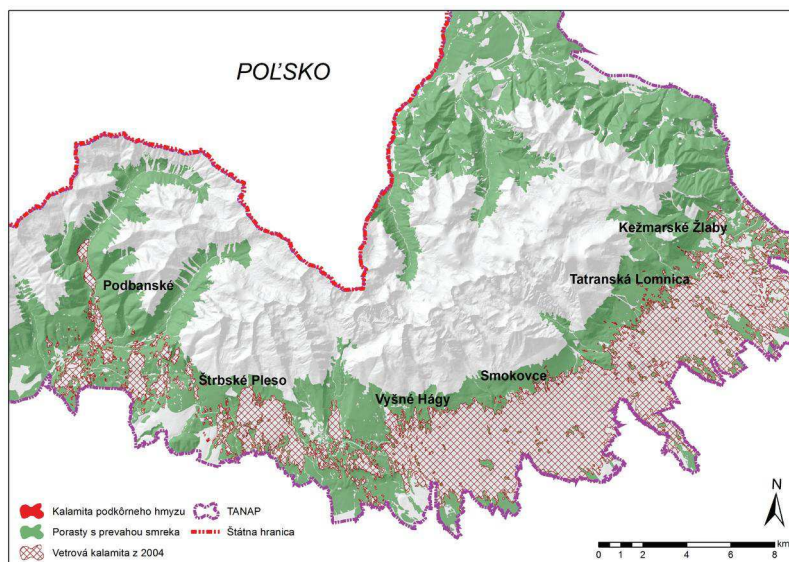 POĽSKO
Kežmarské Žlaby
Tatranská Lomnica
Podbanské
Štrbské Pleso
Smokovce
Vyšné Hágy
Kalamita podkôrneho hmyzu
TANAP
Porasty s prevahou smreka
Štátna hranica
Vetrová kalamita z 2004
N
km
0 1 2 4 6 8